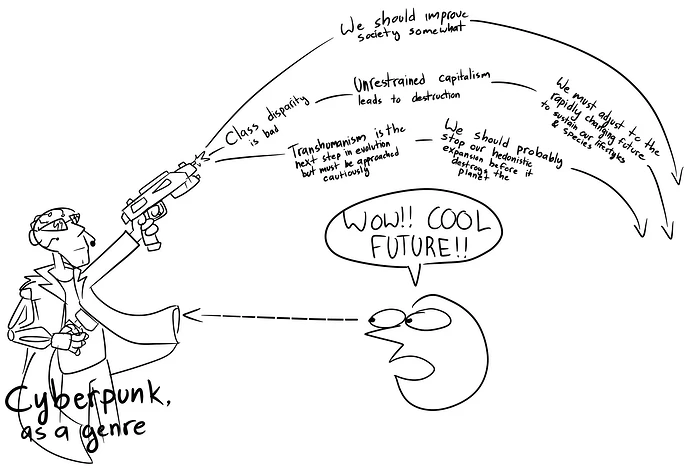 We should improve
society somewhat
Unrestrained capitalism
leads to destruction
We must adjust to the
rapidly changing future
to sustain our lifestyles
& species
Class disparity
is bad
Transhumanism is the
next step in evolution
but must be approached
cautiously
We should probably
stop our hedonistic
expansion before it
destroys the
planet
WOW!! COOL
FUTURE!!
Cyberpunk,
as a genre